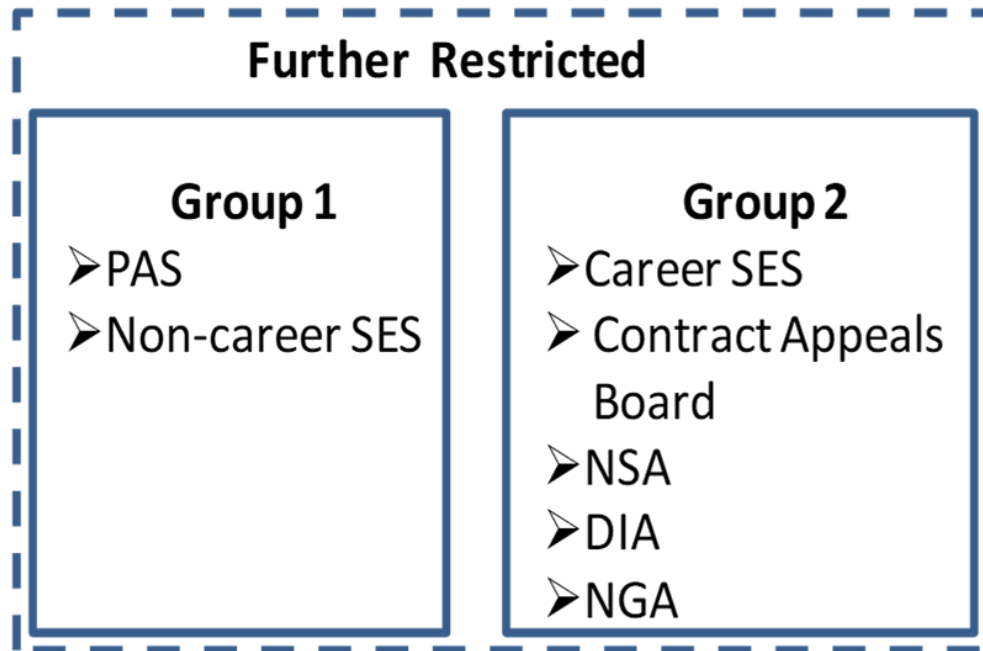 Further Restricted
Group 1
➢PAS
➢Non-career SES
Group 2
➢Career SES
➢ Contract Appeals
Board
➢NSA
➢DIA
➢NGA